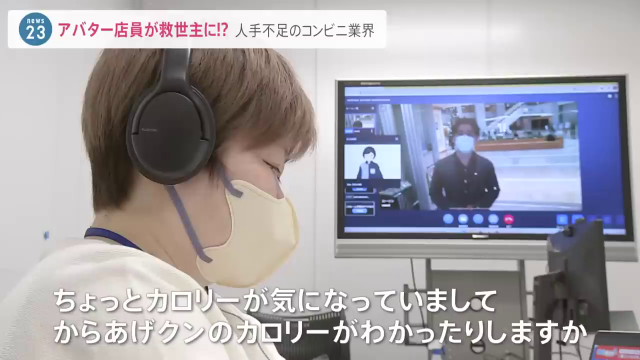 news
23
アバター店員が救世主に!? 人手不足のコンビニ業界
ちょっとカロリーが気になっていまして
からあげクンのカロリーがわかったりしますか